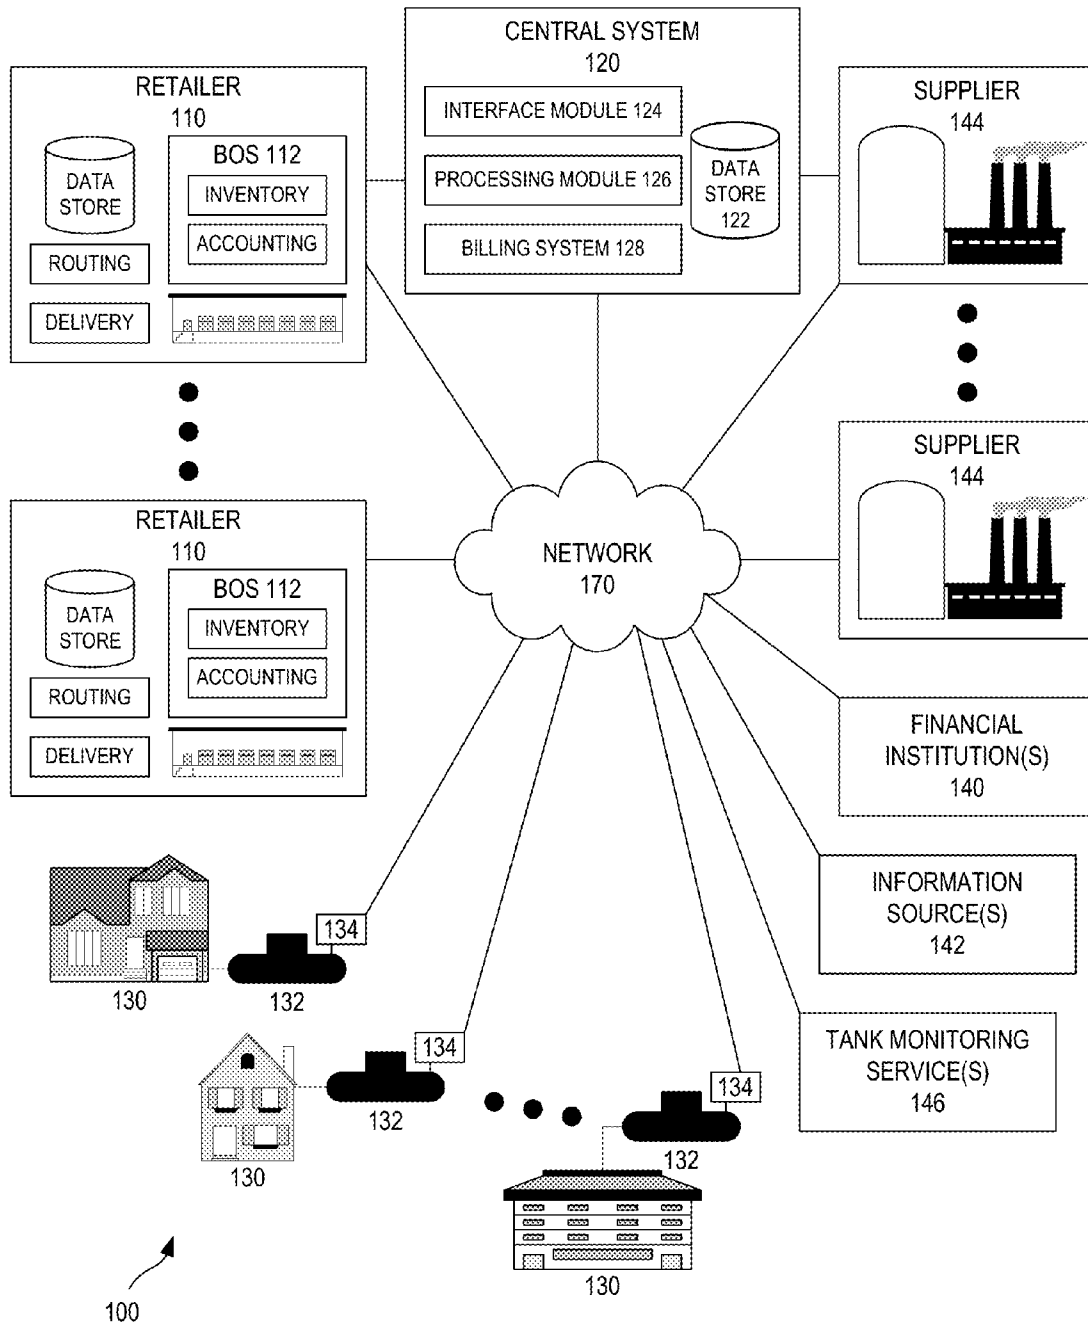 CENTRAL SYSTEM
120
INTERFACE MODULE 124
PROCESSING MODULE 126
BILLING SYSTEM 128
DATA
STORE
122
RETAILER
110
DATA
STORE
BOS 112
INVENTORY
ACCOUNTING
ROUTING
DELIVERY
SUPPLIER
144
SUPPLIER
144
RETAILER
110
DATA
STORE
BOS 112
INVENTORY
ACCOUNTING
ROUTING
DELIVERY
NETWORK
170
FINANCIAL
INSTITUTION(S)
140
INFORMATION
SOURCE(S)
142
TANK MONITORING
SERVICE(S)
146
134
130
132
134
132
130
134
132
130
100